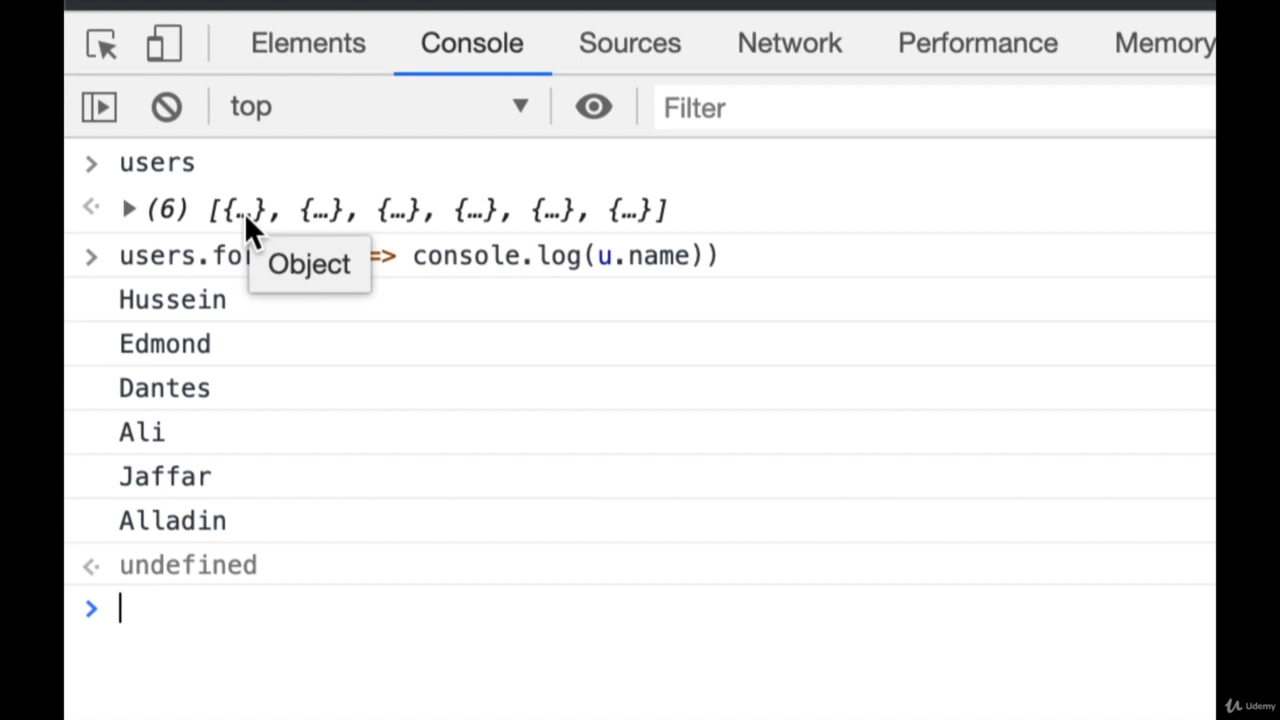 Elements Console Sources Network Performance Memory
top Filter
> users
(6) [{…}, {…}, {…}, {…}, {…}, {…}]
> users.fo => console.log(u.name))
Object
Hussein
Edmond
Dantes
Ali
Jaffar
Alladin
undefined
>
Udemy